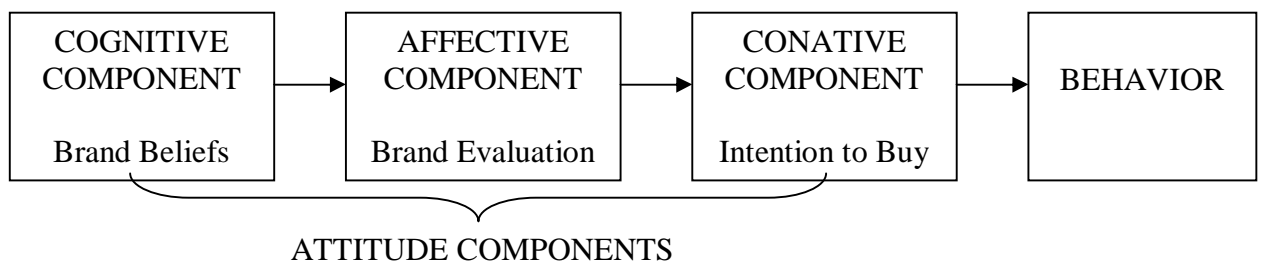 COGNITIVE
COMPONENT
Brand Beliefs
AFFECTIVE
COMPONENT
Brand Evaluation
CONATIVE
COMPONENT
Intention to Buy
BEHAVIOR
ATTITUDE COMPONENTS